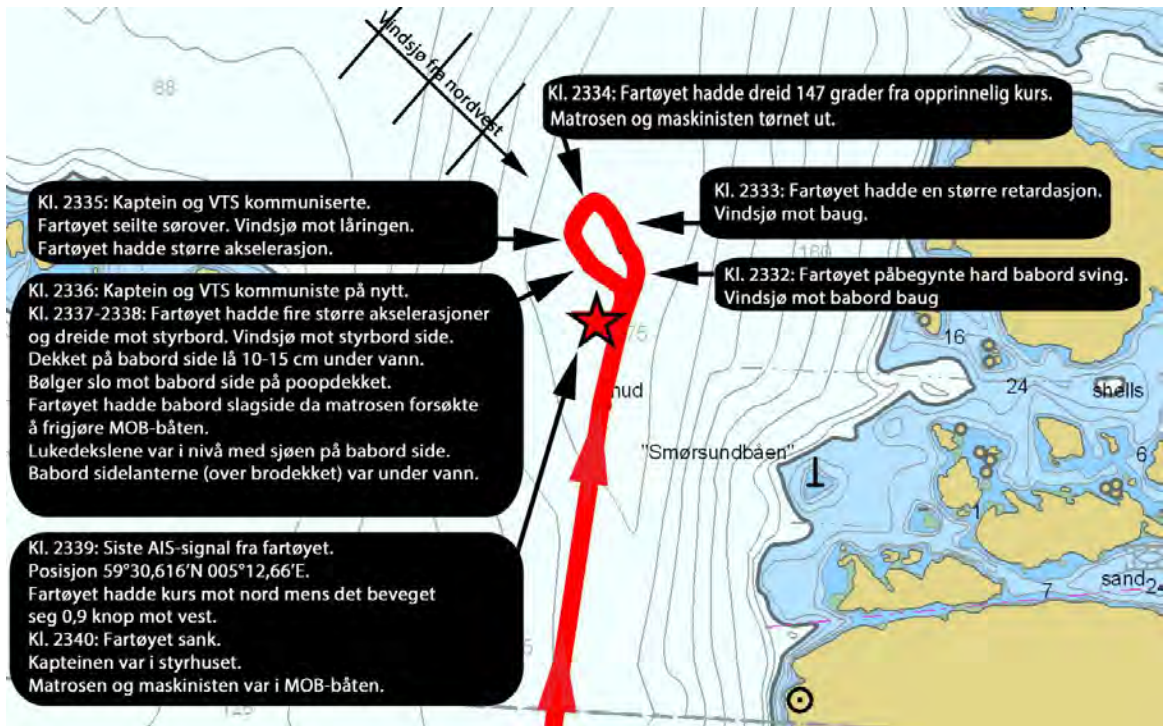 88
Vindsjø fra nordvest
Kl. 2334: Fartøyet hadde dreid 147 grader fra opprinnelig kurs.
Matrosen og maskinisten tørnet ut.
Kl. 2335: Kaptein og VTS kommuniserte.
Fartøyet seilte sørover. Vindsjø mot låringen.
Fartøyet hadde større akselerasjon.
Kl. 2333: Fartøyet hadde en større retardasjon.
Vindsjø mot baug.
160
Kl. 2332: Fartøyet påbegynte hard babord sving.
Vindsjø mot babord baug
Kl. 2336: Kaptein og VTS kommuniste på nytt.
Kl. 2337-2338: Fartøyet hadde fire større akselerasjoner
og dreide mot styrbord. Vindsjø mot styrbord side.
Dekket på babord side lå 10-15 cm under vann.
Bølger slo mot babord side på poopdekket.
Fartøyet hadde babord slagside da matrosen forsøkte
å frigjøre MOB-båten.
Lukedekslene var i nivå med sjøen på babord side.
Babord sidelanterne (over brodekket) var under vann.
75
16
24
shells
mud
"Smørsundbåen"
6
1
Kl. 2339: Siste AIS-signal fra fartøyet.
Posisjon 59°30,616'N 005°12,66'E.
Fartøyet hadde kurs mot nord mens det beveget
seg 0,9 knop mot vest.
Kl. 2340: Fartøyet sank.
Kapteinen var i styrhuset.
Matrosen og maskinisten var i MOB-båten.
7
sand
24